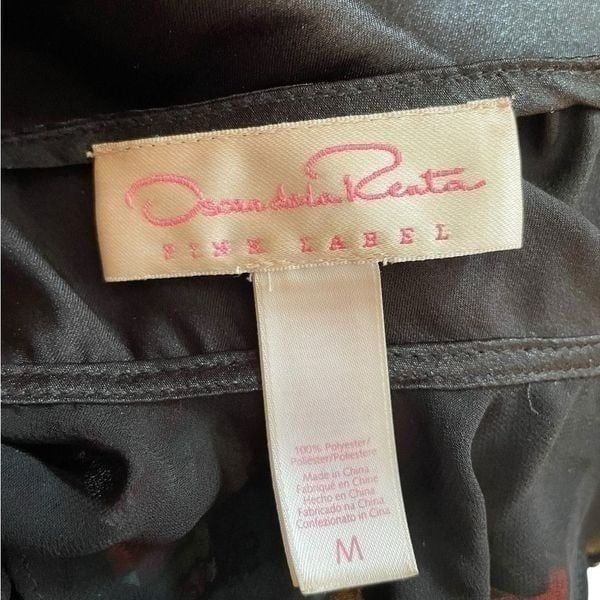 Oscar de la Renta
PINK LABEL
100% Polyester/
Poliéster/Poliestere
Made in China
Fabriqué en Chine
Hecho en China
Fabricado na China
Confezionato in Cina
M